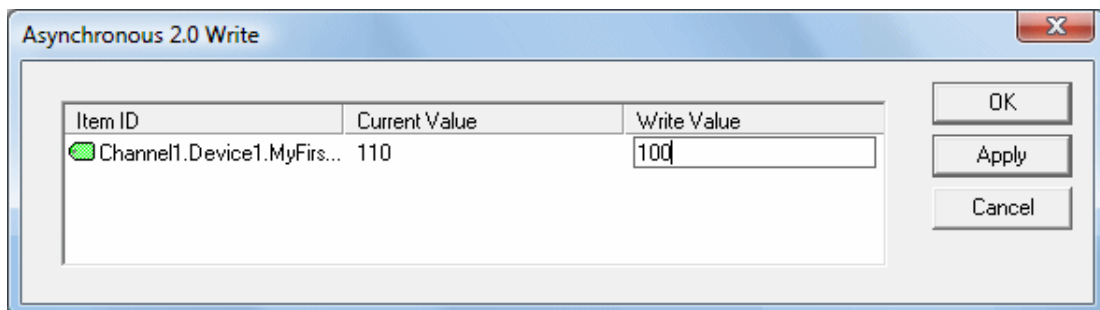 Asynchronous 2.0 Write
Item ID Current Value Write Value
Channel1.Device1.MyFirs... 110 100
OK
Apply
Cancel